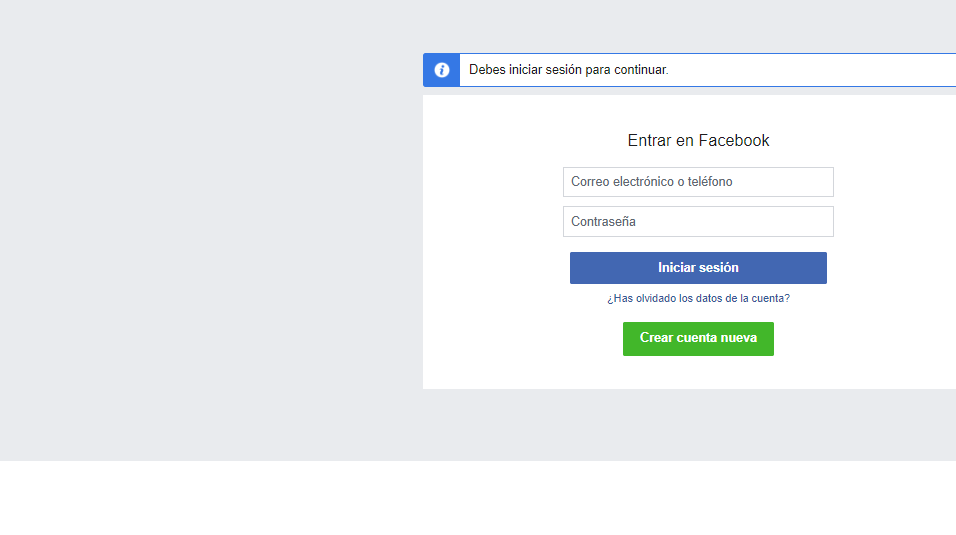 Debes iniciar sesión para continuar.
Entrar en Facebook
Correo electrónico o teléfono
Contraseña
Iniciar sesión
¿Has olvidado los datos de la cuenta?
Crear cuenta nueva